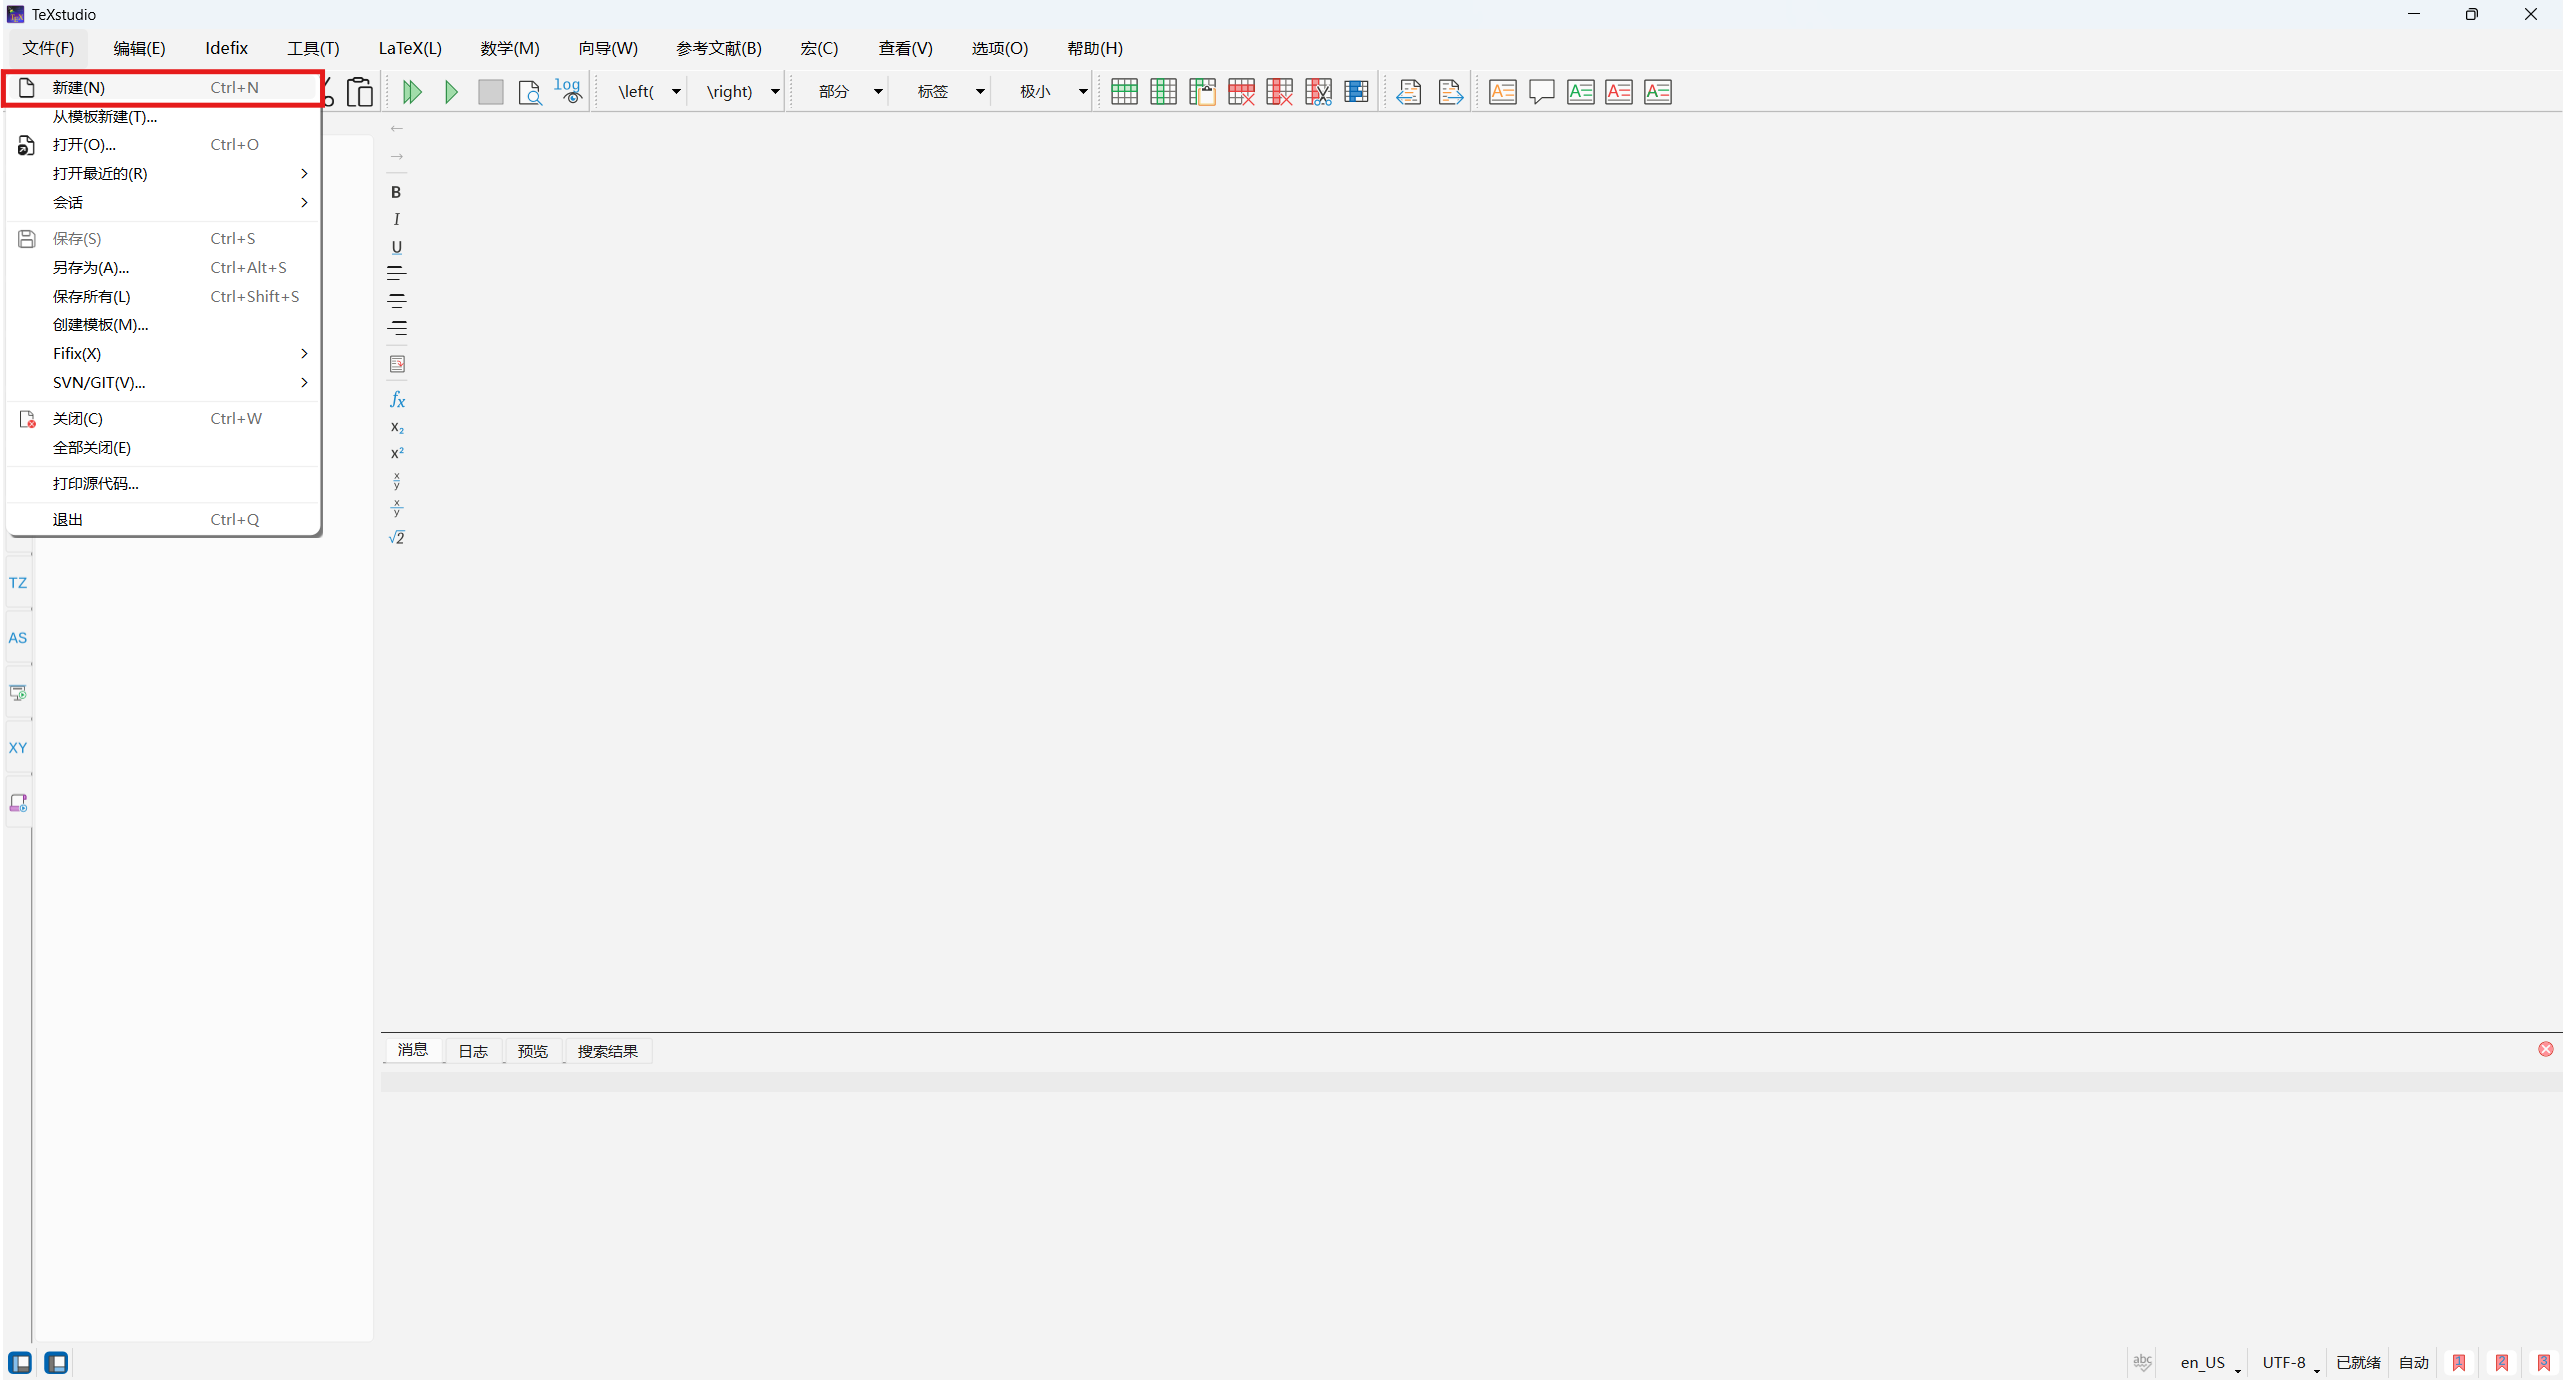 TeXstudio
文件(F) 编辑(E) Idefix 工具(T) LaTeX(L) 数学(M) 向导(W) 参考文献(B) 宏(C) 查看(V) 选项(O) 帮助(H)
新建(N) Ctrl+N
log \left( \right) 部分 标签 极小
从模板新建(T)...
打开(O)... Ctrl+O
打开最近的(R)
会话
保存(S) Ctrl+S
另存为(A)... Ctrl+Alt+S
保存所有(L) Ctrl+Shift+S
创建模板(M)...
Fifix(X)
SVN/GIT(V)...
关闭(C) Ctrl+W
全部关闭(E)
打印源代码...
退出 Ctrl+Q
B
I
U
fx
x₂
x²
x/y
x/y
√2
TZ
AS
XY
消息 日志 预览 搜索结果
abc en_US UTF-8 已就绪 自动 1 2 3